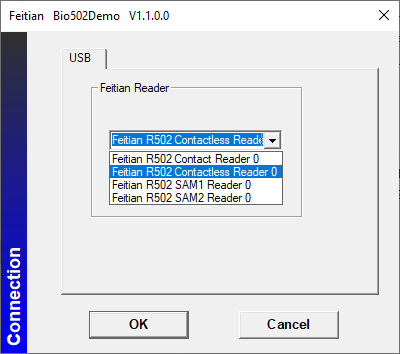 Feitian Bio502Demo V1.1.0.0
USB
Feitian Reader
Feitian R502 Contactless Reade
Feitian R502 Contact Reader 0
Feitian R502 Contactless Reader 0
Feitian R502 SAM1 Reader 0
Feitian R502 SAM2 Reader 0
Connection
OK
Cancel